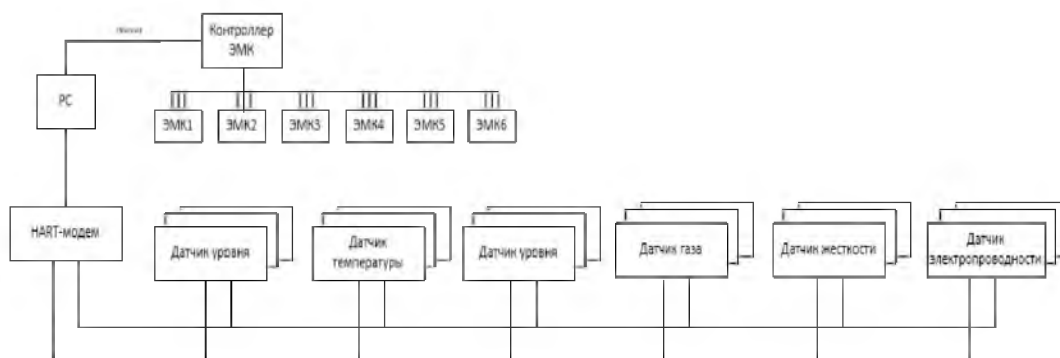 Контроллер
ЭМК
PC
ЭМК1
ЭМК2
ЭМК3
ЭМК4
ЭМК5
ЭМК6
HART-модем
Датчик уровня
Датчик
температуры
Датчик уровня
Датчик газа
Датчик жесткости
Датчик
электропроводности